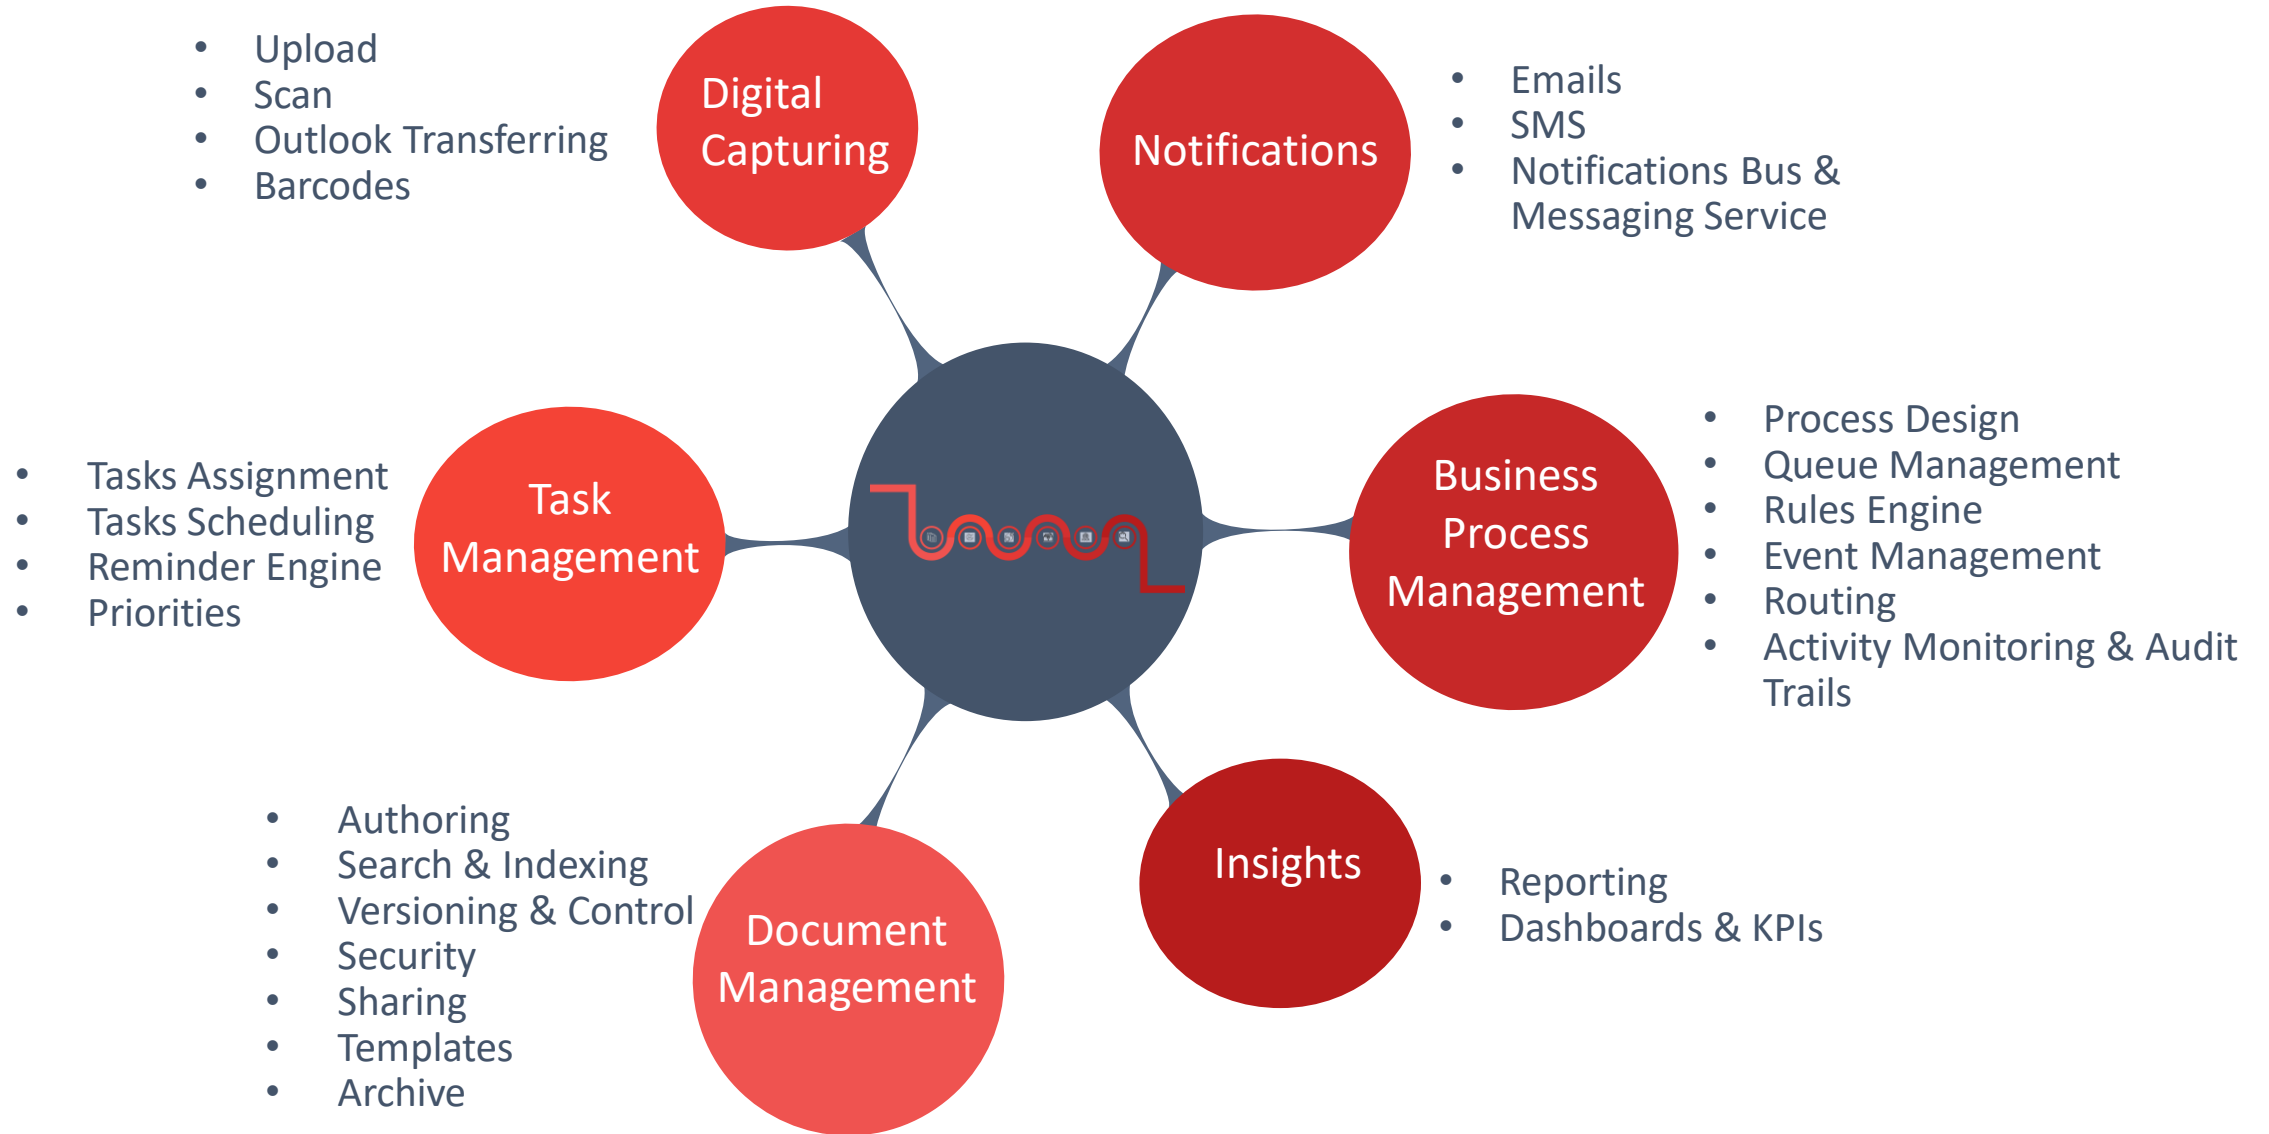 • Upload
• Scan
• Outlook Transferring
• Barcodes
Digital
Capturing
Notifications
• Emails
• SMS
• Notifications Bus &
Messaging Service
• Tasks Assignment
• Tasks Scheduling
• Reminder Engine
• Priorities
Task
Management
Business
Process
Management
• Process Design
• Queue Management
• Rules Engine
• Event Management
• Routing
• Activity Monitoring & Audit
Trails
• Authoring
• Search & Indexing
• Versioning & Control
• Security
• Sharing
• Templates
• Archive
Document
Management
Insights
• Reporting
• Dashboards & KPIs